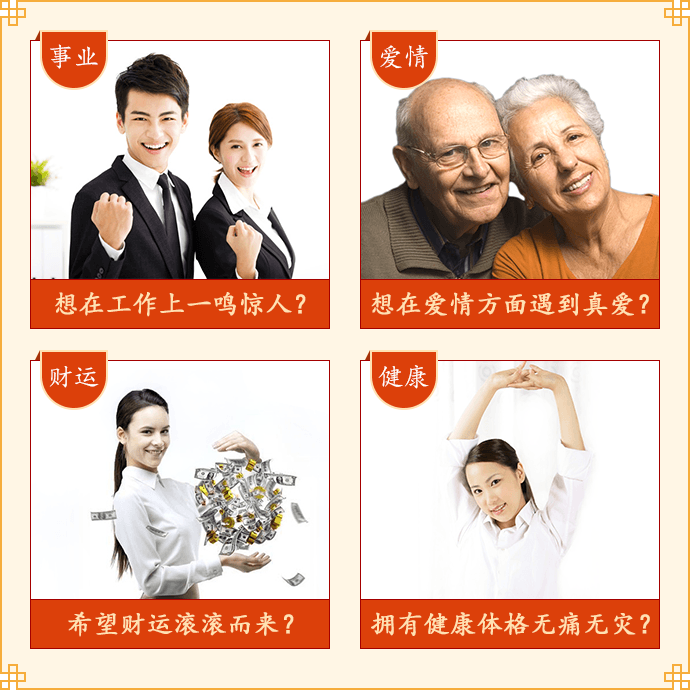 事业
爱情
想在工作上一鸣惊人?
想在爱情方面遇到真爱?
财运
健康
希望财运滚滚而来?
拥有健康体格无痛无灾?